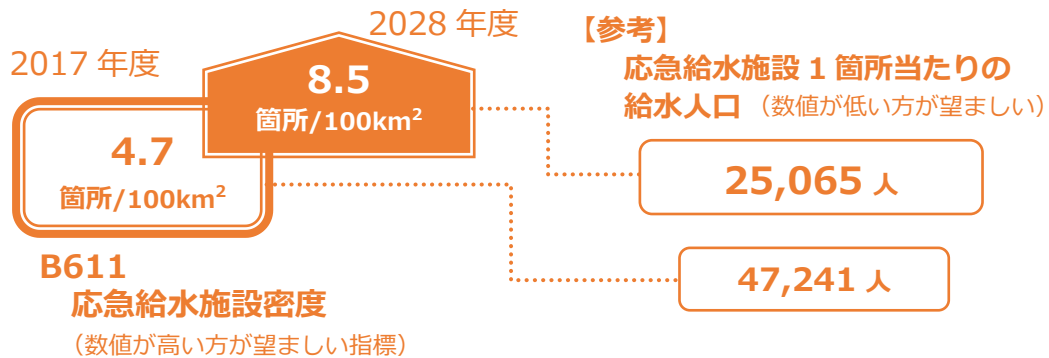 2017 年度
4.7
箇所/100km²
2028 年度
8.5
箇所/100km²
B611
応急給水施設密度
（数値が高い方が望ましい指標）
【参考】
応急給水施設 1 箇所当たりの
給水人口 （数値が低い方が望ましい）
25,065 人
47,241 人